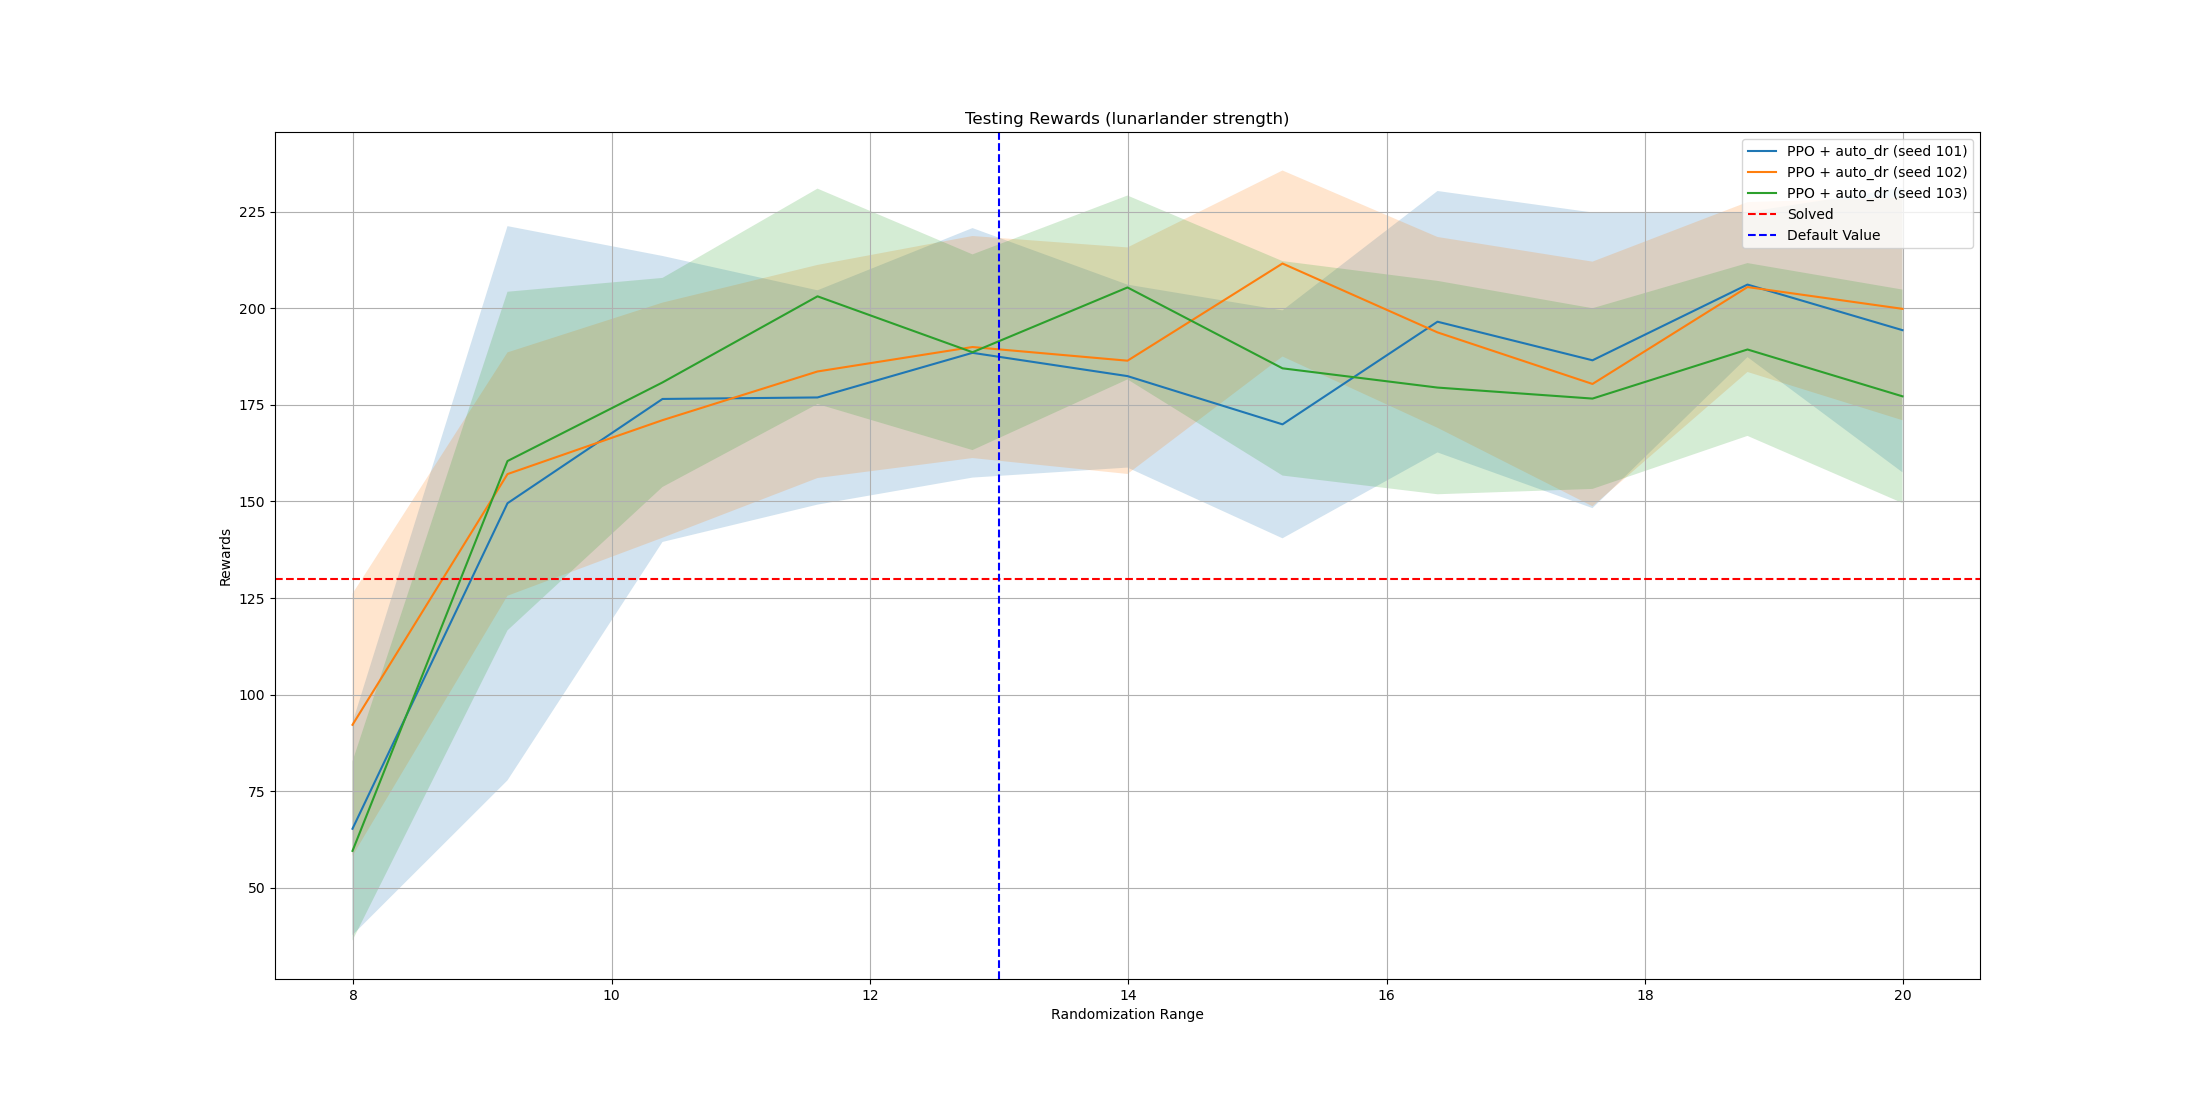 Testing Rewards (lunarlander strength)
PPO + auto_dr (seed 101)
PPO + auto_dr (seed 102)
PPO + auto_dr (seed 103)
Solved
Default Value
Rewards
225
200
175
150
125
100
75
50
8 10 12 14 16 18 20
Randomization Range